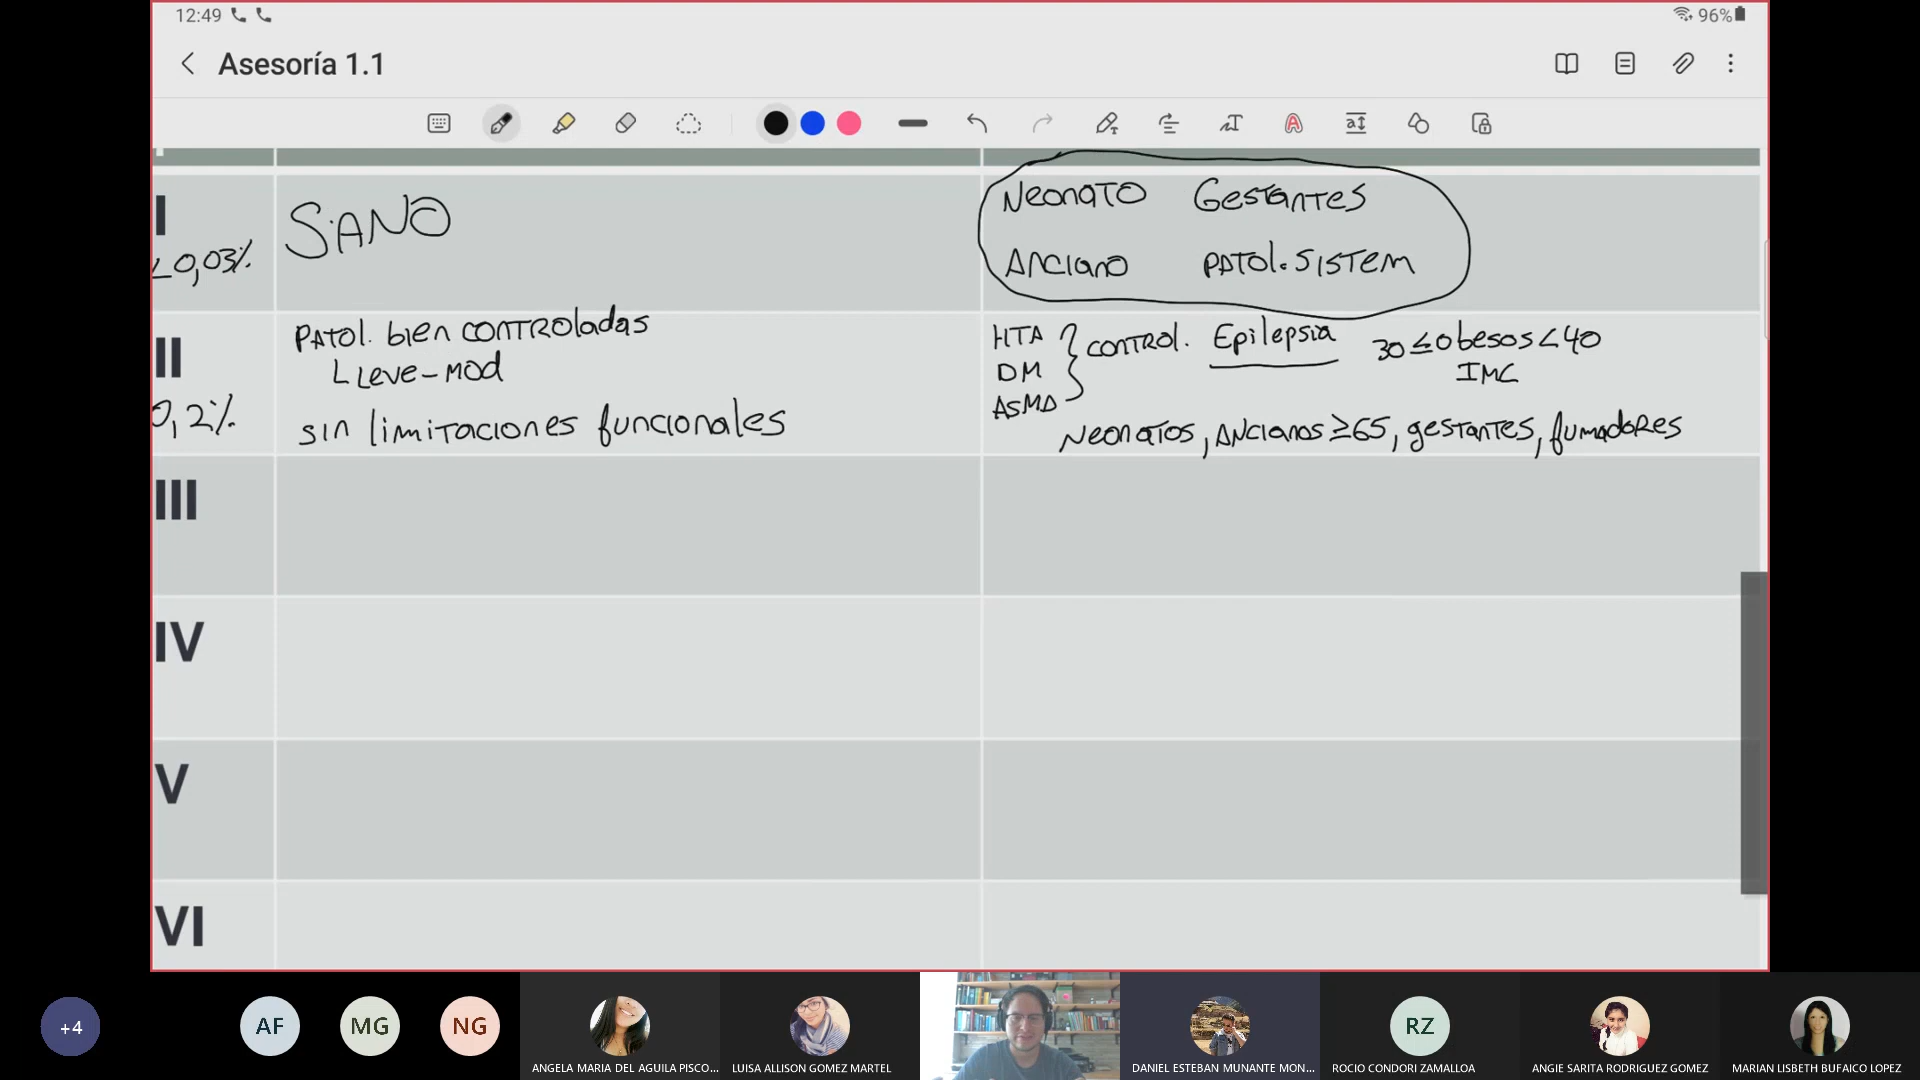 12:49
96%
Asesoría 1.1
I
SANO
Neonato Gestantes
≤0,03%
Anciano Patol. Sistem
II
Patol. bien controladas
Leve-Mod
HTA
DM
ASMA
control. Epilepsia 30 ≤ Obesos < 40
IMC
0,2%
sin limitaciones funcionales
Neonatos, Ancianos ≥65, gestantes, fumadores
III
IV
V
VI
+4
AF
MG
NG
RZ
ANGELA MARIA DEL AGUILA PISCO...
LUISA ALLISON GOMEZ MARTEL
DANIEL ESTEBAN MUNANTE MON...
ROCIO CONDORI ZAMALLOA
ANGIE SARITA RODRIGUEZ GOMEZ
MARIAN LISBETH BUFAICO LOPEZ